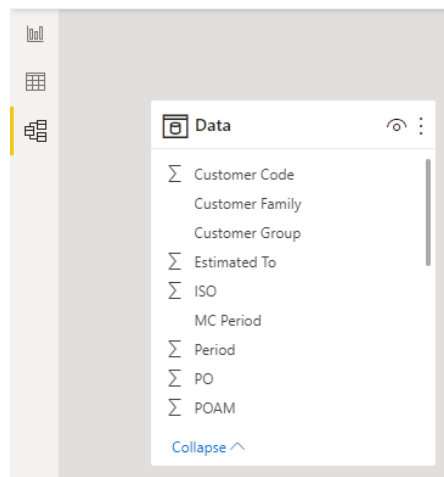 Data
Σ Customer Code
Customer Family
Customer Group
Σ Estimated To
Σ ISO
MC Period
Σ Period
Σ PO
Σ POAM
Collapse